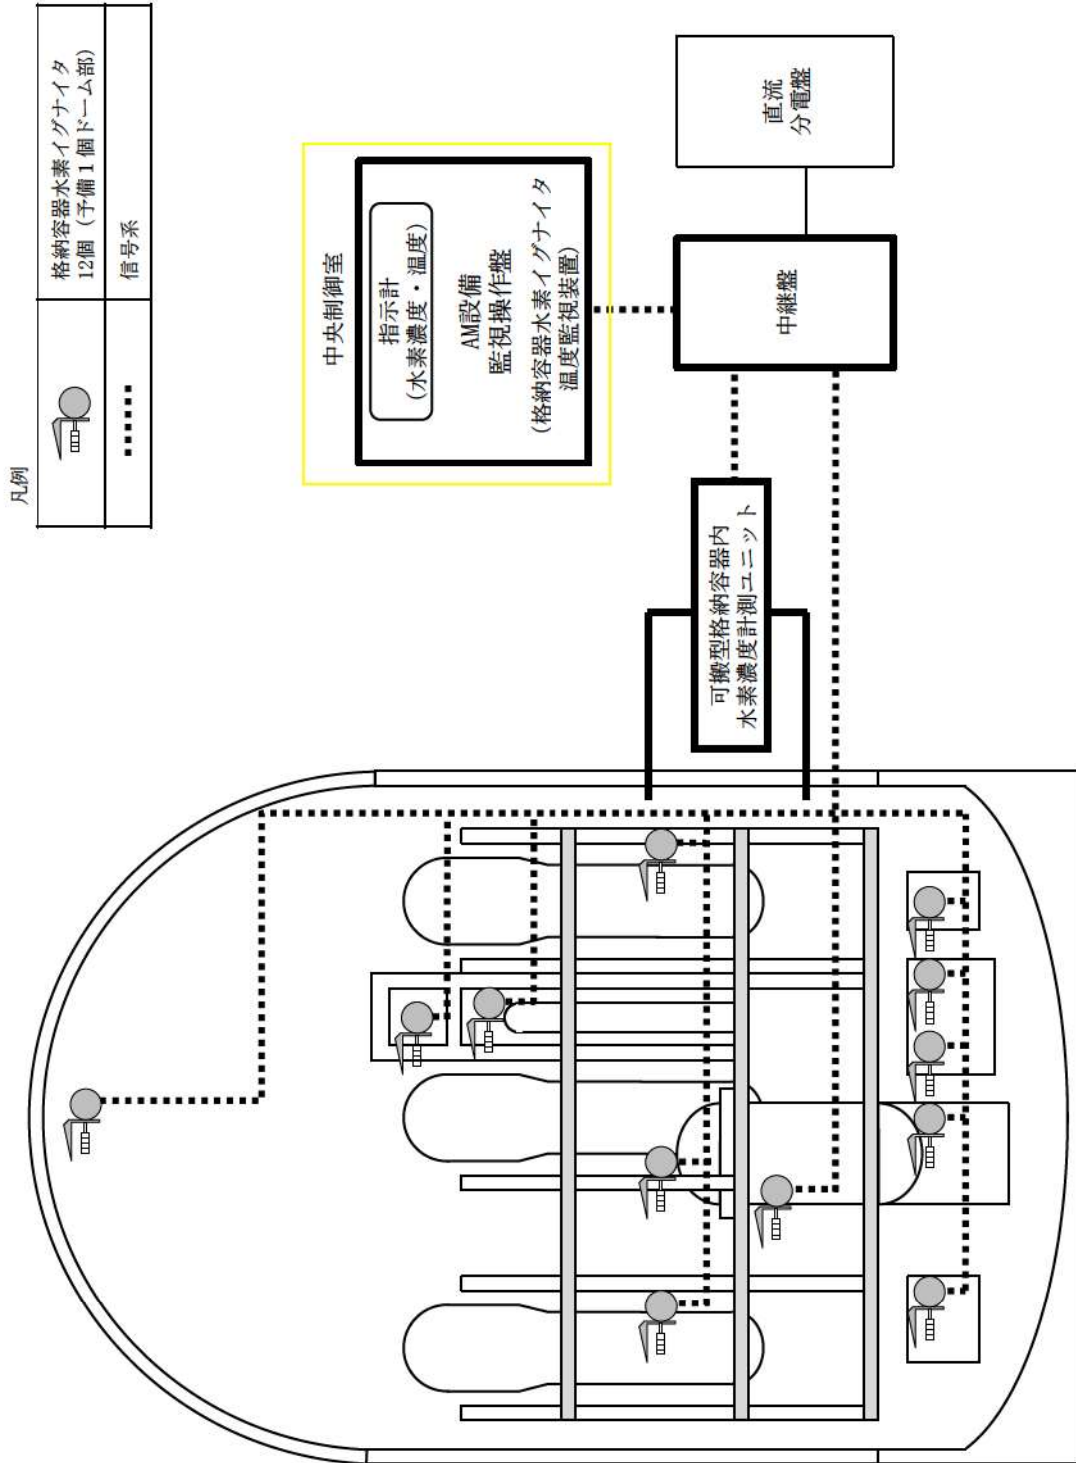 凡例
格納容器水素イグナイタ
12個（予備1個ドーム部）
信号系
中央制御室
指示計
（水素濃度・温度）
AM設備
監視操作盤
（格納容器水素イグナイタ
温度監視装置）
直流
分電盤
中継盤
可搬型格納容器内
水素濃度計測ユニット